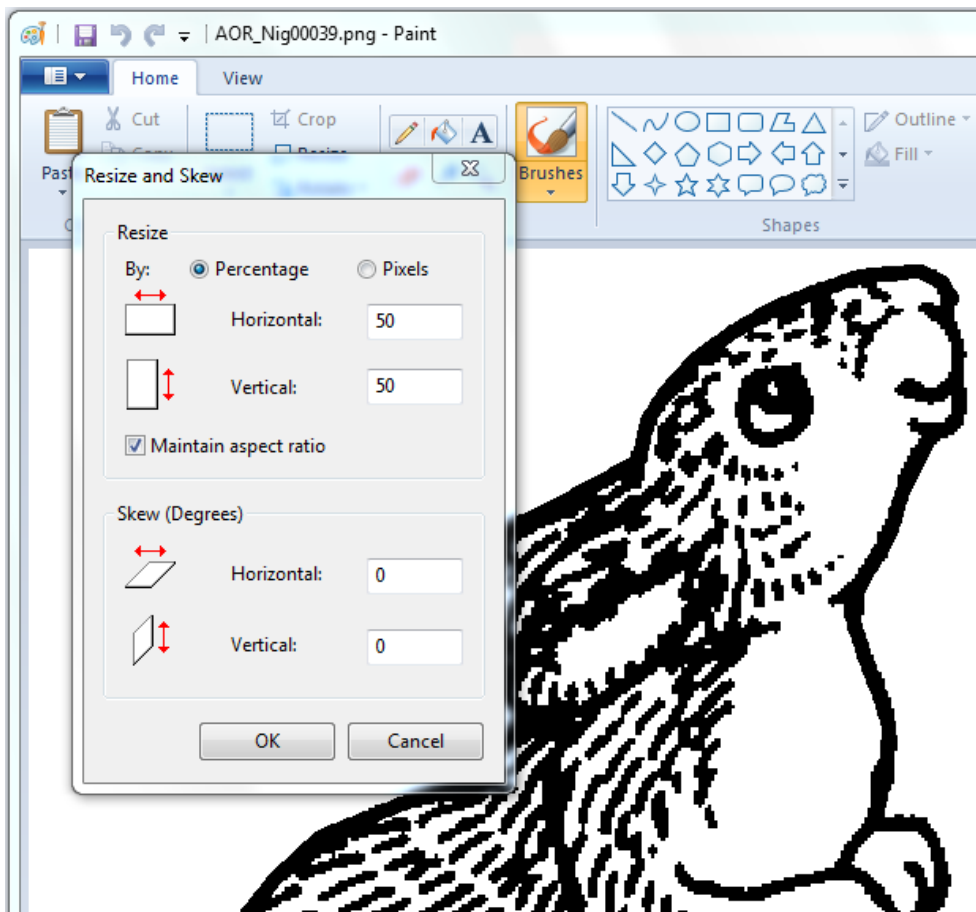 AOR_Nig00039.png - Paint
Home View
Cut
Crop
A
Brushes
Outline
Fill
Shapes
Resize and Skew
Resize
By: Percentage Pixels
Horizontal: 50
Vertical: 50
Maintain aspect ratio
Skew (Degrees)
Horizontal: 0
Vertical: 0
OK Cancel